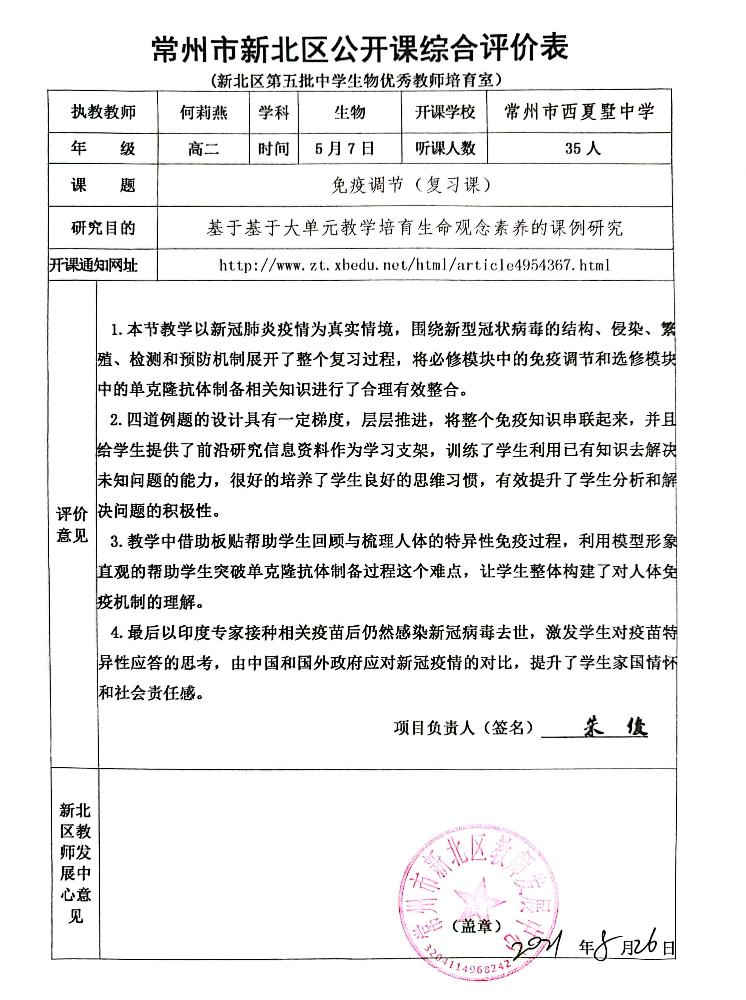 常州市新北区公开课综合评价表
(新北区第五批中学生物优秀教师培育室)
执教教师 何莉燕 学科 生物 开课学校 常州市西夏墅中学
年 级 高二 时间 5月7日 听课人数 35人
课 题 免疫调节（复习课）
研究目的 基于基于大单元教学培育生命观念素养的课例研究
开课通知网址 http://www.zt.xbedu.net/html/article4954367.html
评价
意见
1.本节教学以新冠肺炎疫情为真实情境，围绕新型冠状病毒的结构、侵染、繁
殖、检测和预防机制展开了整个复习过程，将必修模块中的免疫调节和选修模块
中的单克隆抗体制备相关知识进行了合理有效整合。
2.四道例题的设计具有一定梯度，层层推进，将整个免疫知识串联起来，并且
给学生提供了前沿研究信息资料作为学习支架，训练了学生利用已有知识去解决
未知问题的能力，很好的培养了学生良好的思维习惯，有效提升了学生分析和解
决问题的积极性。
3.教学中借助板贴帮助学生回顾与梳理人体的特异性免疫过程，利用模型形象
直观的帮助学生突破单克隆抗体制备过程这个难点，让学生整体构建了对人体免
疫机制的理解。
4.最后以印度专家接种相关疫苗后仍然感染新冠病毒去世，激发学生对疫苗特
异性应答的思考，由中国和国外政府应对新冠疫情的对比，提升了学生家国情怀
和社会责任感。
项目负责人（签名） 朱 俊
新北
区教
师发
展中
心意
见
常州市新北区教师发展中心
（盖章）
3204114968242
2021 年 8 月 26 日